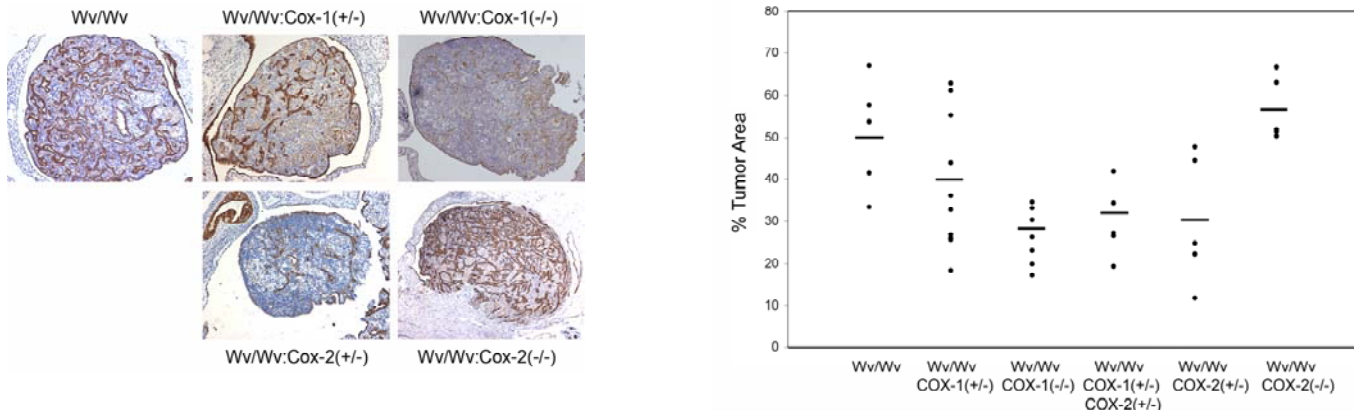 Wv/Wv Wv/Wv:Cox-1(+/-) Wv/Wv:Cox-1(-/-)
Wv/Wv:Cox-2(+/-) Wv/Wv:Cox-2(-/-)
% Tumor Area
80
70
60
50
40
30
20
10
0
Wv/Wv Wv/Wv Wv/Wv Wv/Wv Wv/Wv Wv/Wv
COX-1(+/-) COX-1(-/-) COX-1(+/-) COX-2(+/-) COX-2(-/-)
COX-2(+/-)